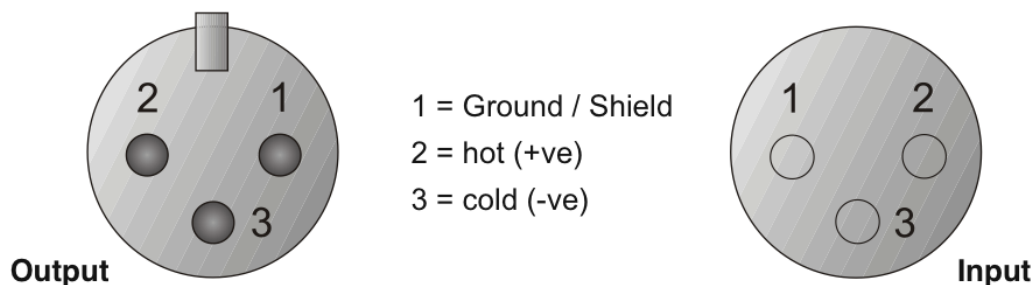 2 1
3
Output
1 = Ground / Shield
2 = hot (+ve)
3 = cold (-ve)
1 2
3
Input